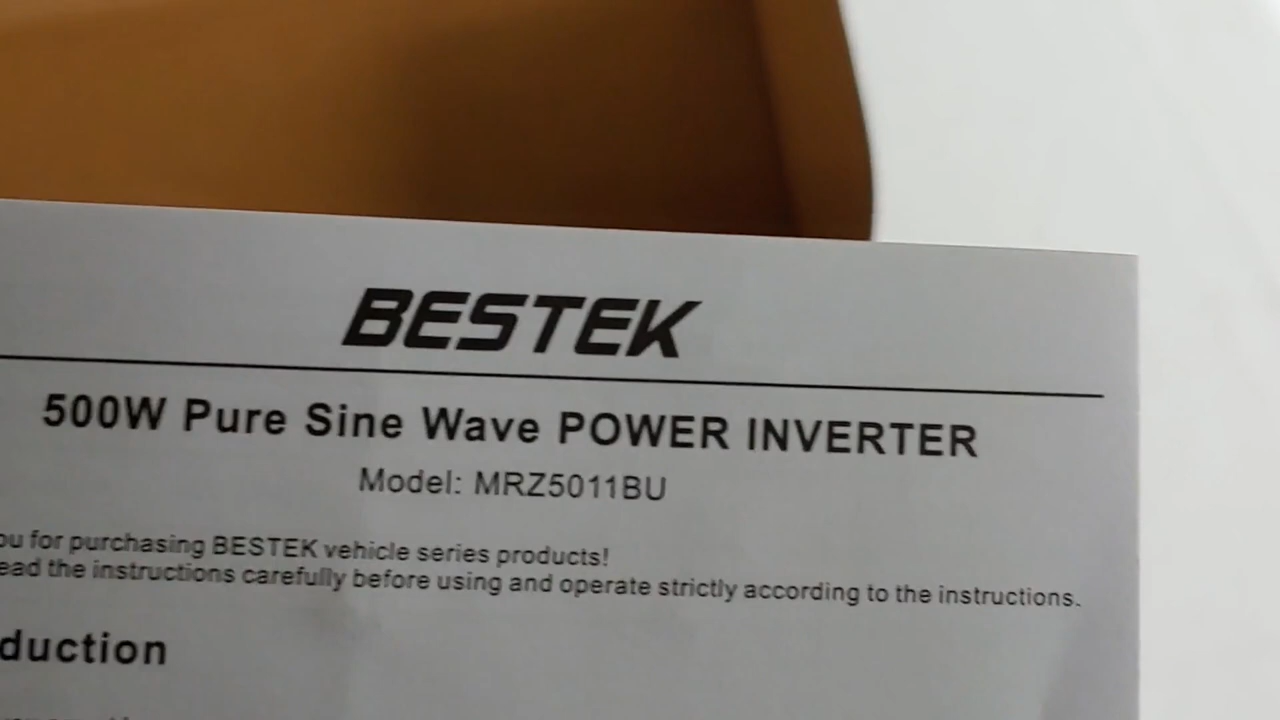 BESTEK
500W Pure Sine Wave POWER INVERTER
Model: MRZ5011BU
ou for purchasing BESTEK vehicle series products!
ead the instructions carefully before using and operate strictly according to the instructions.
duction